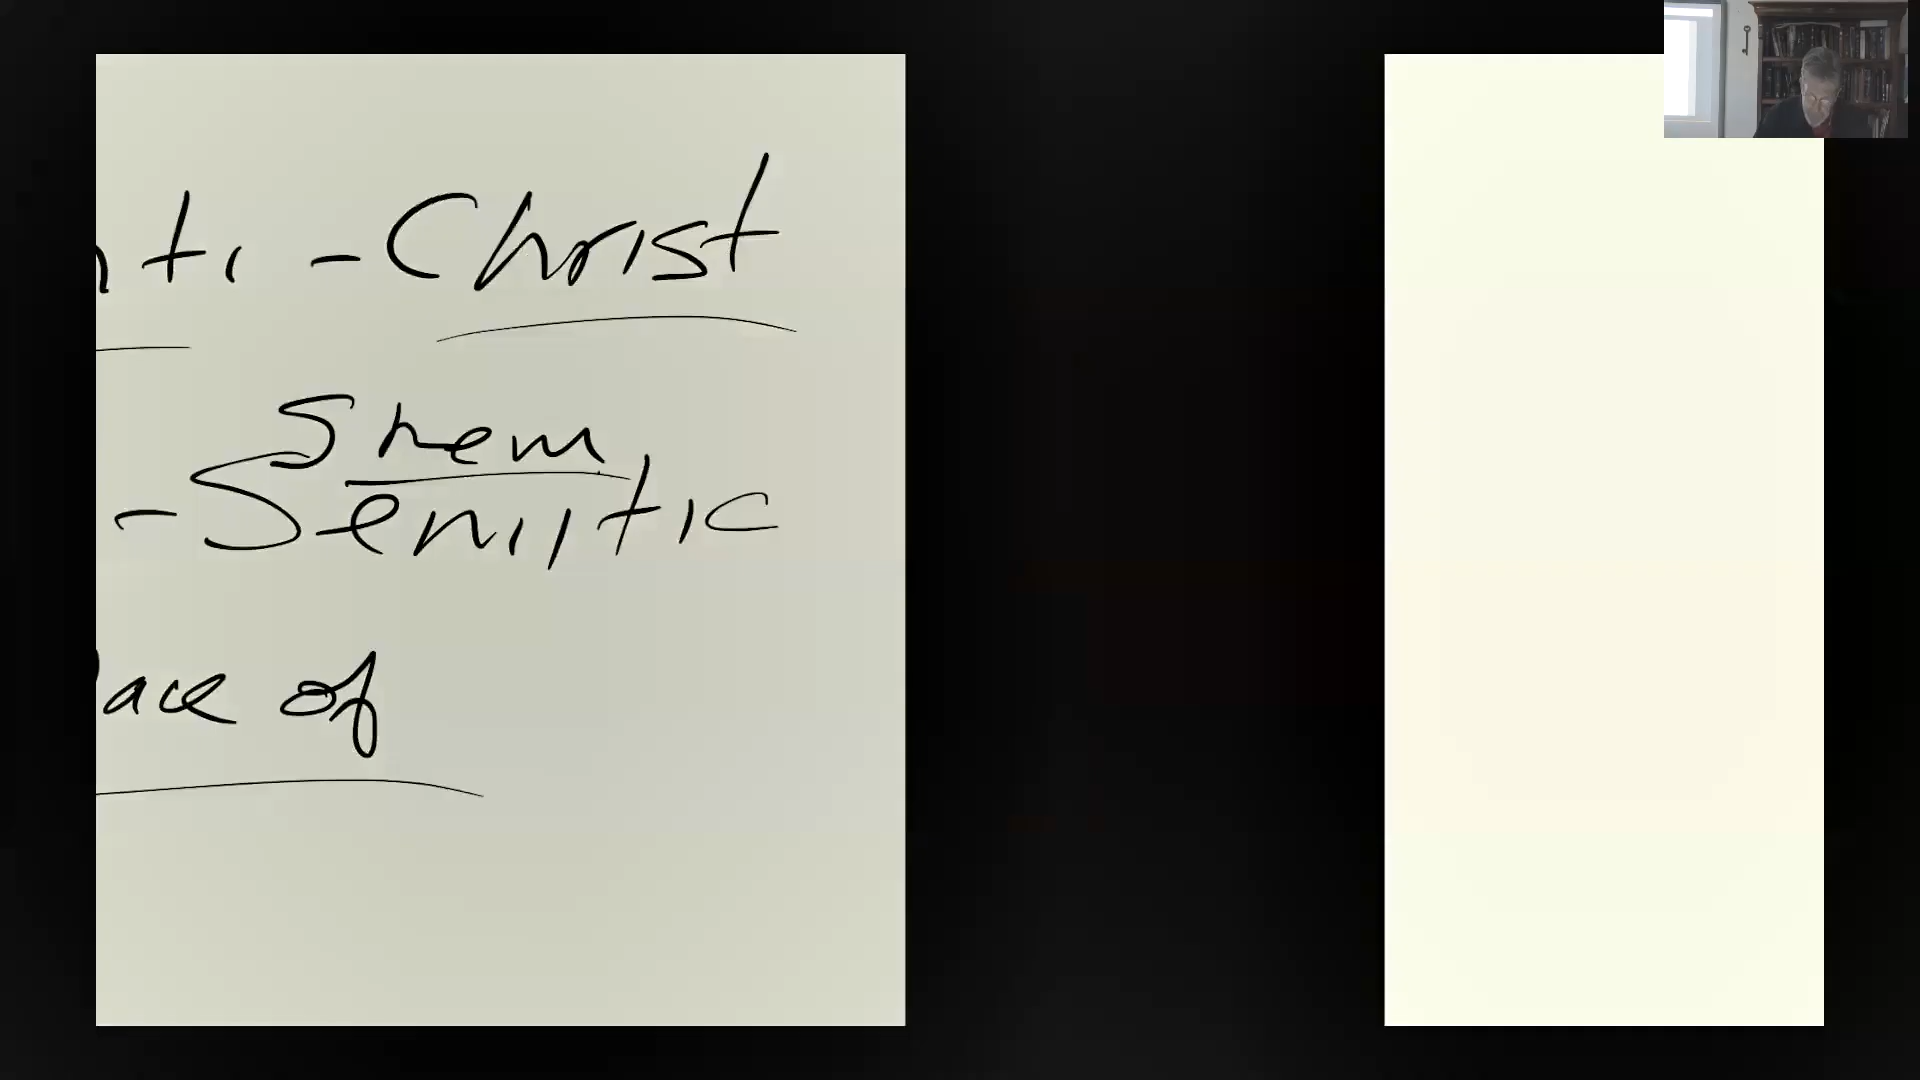 nti - Christ
Shem
- Semitic
lace of